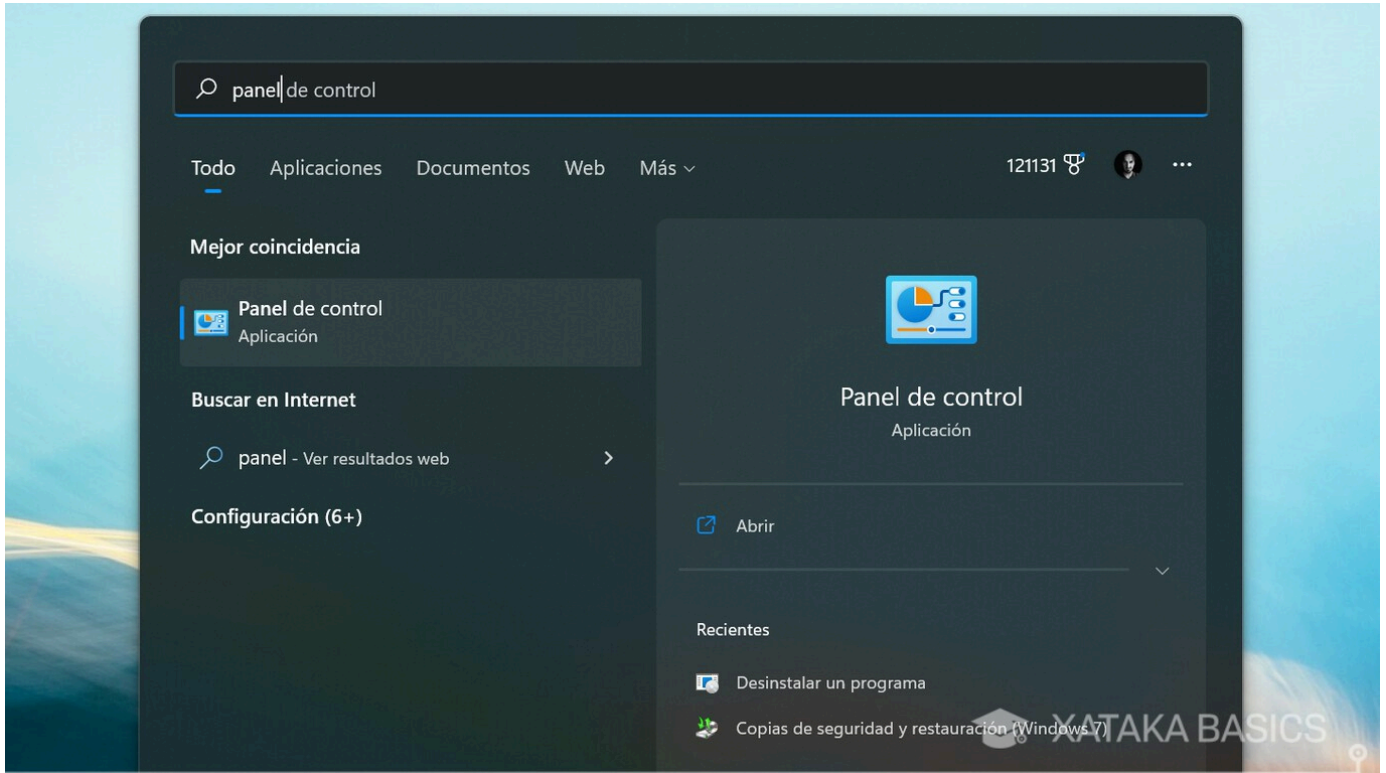 panel de control
Todo Aplicaciones Documentos Web Más 121131
Mejor coincidencia
Panel de control
Aplicación
Buscar en Internet
panel - Ver resultados web
Configuración (6+)
Panel de control
Aplicación
Abrir
Recientes
Desinstalar un programa
Copias de seguridad y restauración (Windows 7)
XATAKA BASICS